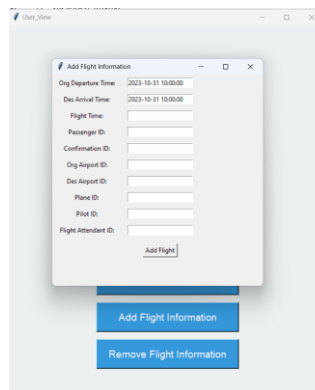 User_View
Add Flight Information
Org Departure Time: 2023-10-31 10:00:00
Des Arrival Time: 2023-10-31 10:00:00
Flight Time:
Passenger ID:
Confirmation ID:
Org Airport ID:
Des Airport ID:
Plane ID:
Pilot ID:
Flight Attendant ID:
Add Flight
Add Flight Information
Remove Flight Information